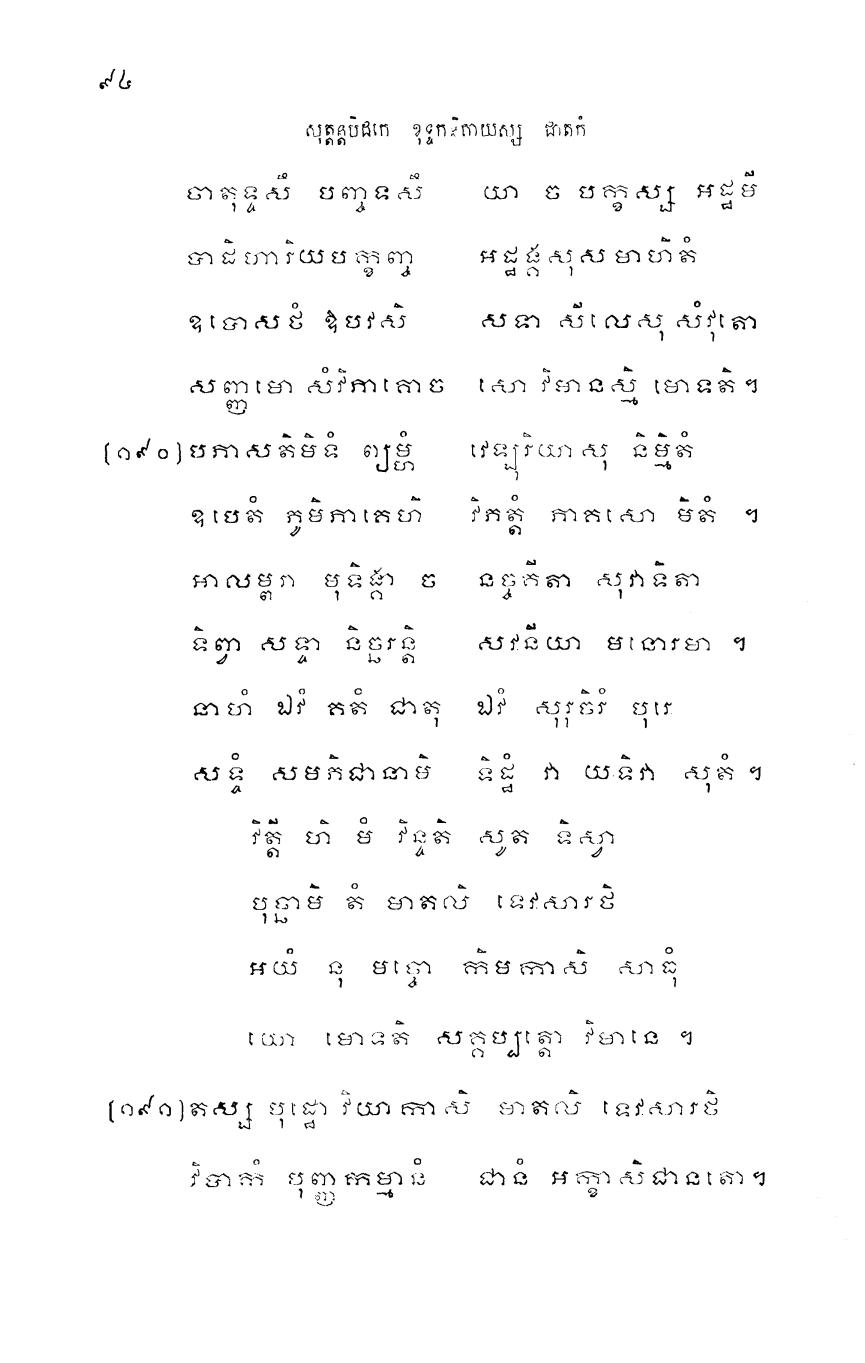 ៩៤
សុត្តន្តបិដកេ ខុទ្ទកនិកាយស្ស ជាតកំ
ចាតុទ្ទសឹ បញ្ចទសឹ យា ច បក្ខស្ស អដ្ឋមី
បាដិហារិយបក្ខញ្ច អដ្ឋង្គសុសមាហិតំ
ឧបោសថំ ឱបវសិ សទា សីលេសុ សំវុតោ
សញ្ញមោ សំវិភាគោច សោ វិមានស្មិ មោទតិ។
(១៩០)បភាសតិមិទំ ព្យម្ហំ វេឡុរិយាសុ និម្មិតំ
ឧបេតំ ភូមិភាគេហិ វិភត្តំ ភាគសោ មិតំ ។
អាលម្ពរា មុទិង្គា ច នច្ចគីតា សុវាទិតា
ទិព្វា សទ្ទា និច្ឆរន្តិ សវនីយា មនោរមា ។
នាហំ ឯវំ គតំ ជាតុ ឯវំ សុរុចិរំ បុរេ
សទ្ទំ សមភិជានាមិ ទិដ្ឋំ វា យទិវា សុតំ ។
វិត្តី ហិ មំ វិន្ទតិ សូត ទិស្វា
បុច្ឆាមិ តំ មាតលិ ទេវសារថិ
អយំ នុ មច្ចោ កិមកាសិ សាធុំ
យោ មោទតិ សគ្គប្បត្តោ វិមានេ ។
(១៩១)តស្ស បុដ្ឋោ វិយាកាសិ មាតលិ ទេវសារថិ
វិបាកំ បុញ្ញកម្មានំ ជានំ អក្ខាសិជានតោ។